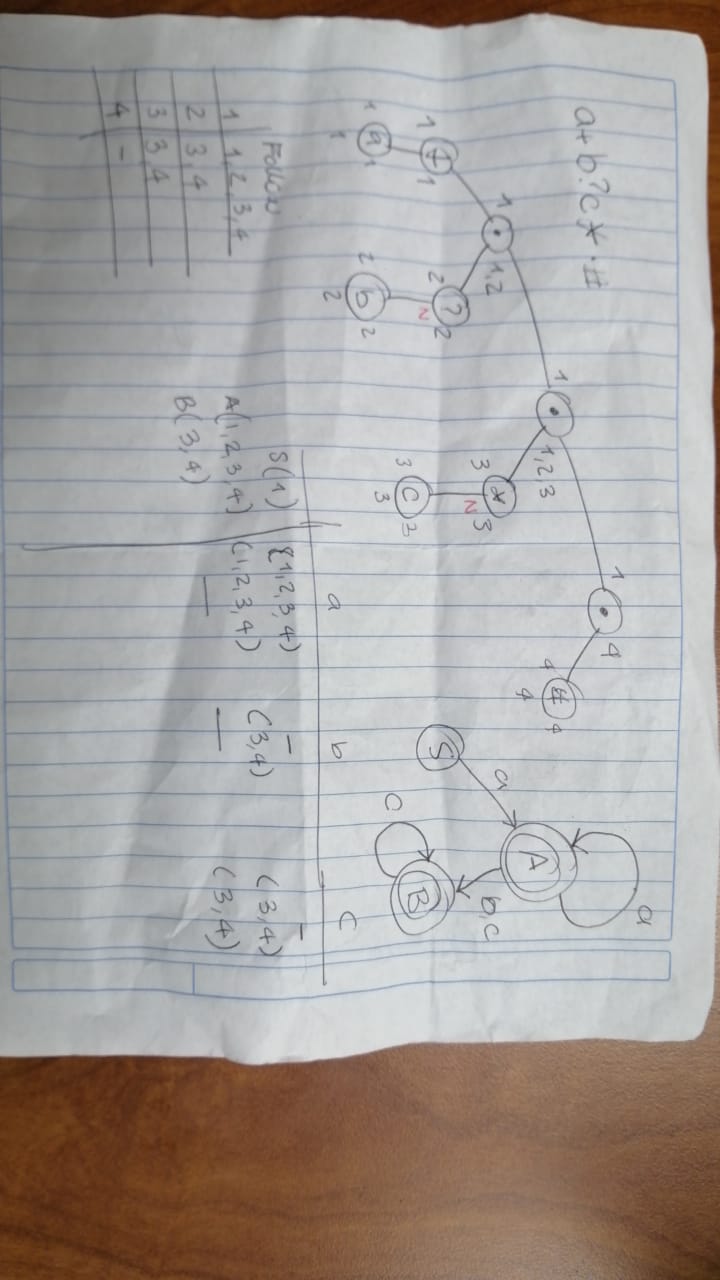 a+ b?c* . #
1 . 4
1 . 1,2,3
4 # 4
4
1 . 1,2
3 * 3
N
1 + 1
2 ? 2
N
3 c 3
3
1 a 1
1
2 b 2
2
a
A
a
b,c
S
B
c
Follow
1 1,2,3,4
2 3,4
3 3,4
4 -
a b c
S(1) {1,2,3,4) — -
A(1,2,3,4] (1,2,3,4) (3,4) (3,4)
B(3,4) — — (3,4)